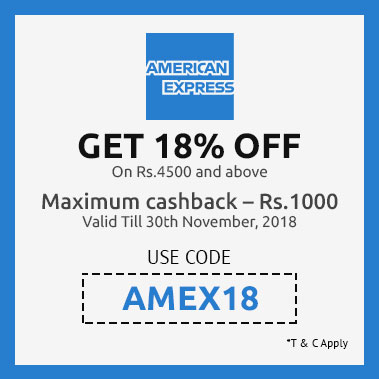 AMERICAN
EXPRESS
GET 18% OFF
On Rs.4500 and above
Maximum cashback – Rs.1000
Valid Till 30th November, 2018
USE CODE
AMEX18
*T & C Apply